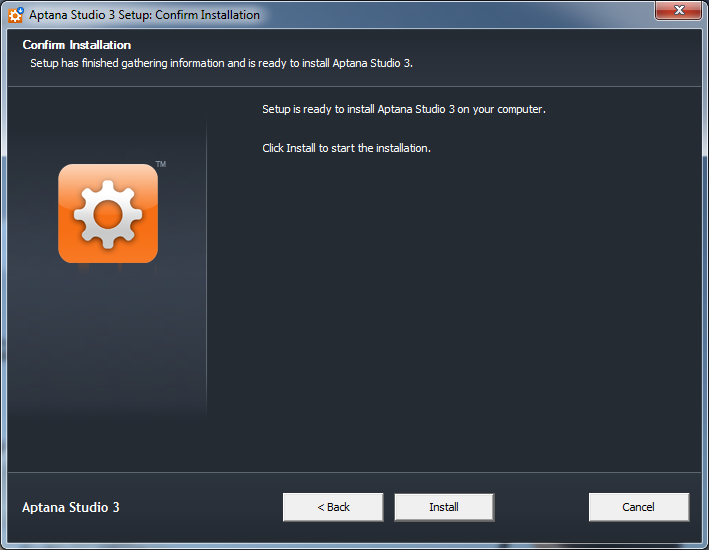 Aptana Studio 3 Setup: Confirm Installation
Confirm Installation
Setup has finished gathering information and is ready to install Aptana Studio 3.
Setup is ready to install Aptana Studio 3 on your computer.
Click Install to start the installation.
TM
Aptana Studio 3
< Back
Install
Cancel